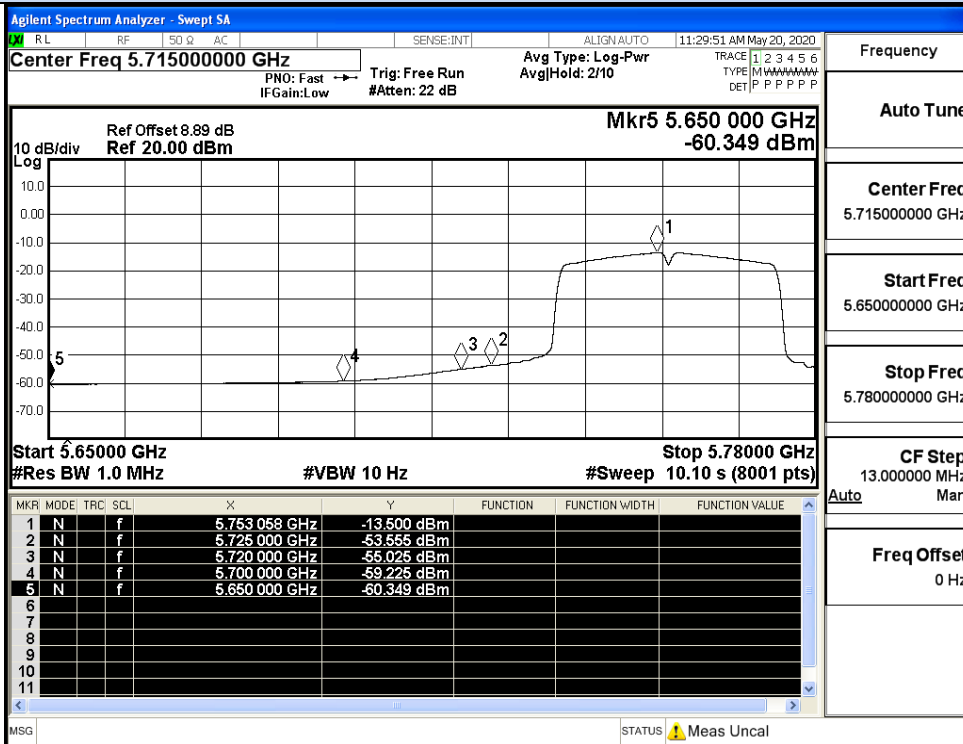 Agilent Spectrum Analyzer - Swept SA
LXI RL RF 50 Ω AC SENSE:INT ALIGN AUTO 11:29:51 AM May 20, 2020
Center Freq 5.715000000 GHz
PNO: Fast
IFGain:Low
Trig: Free Run
#Atten: 22 dB
Avg Type: Log-Pwr
Avg|Hold: 2/10
TRACE 1 2 3 4 5 6
TYPE M W W W W W
DET P P P P P P
Mkr5 5.650 000 GHz
-60.349 dBm
Ref Offset 8.89 dB
10 dB/div Ref 20.00 dBm
Log
10.0
0.00
-10.0
-20.0
-30.0
-40.0
-50.0
-60.0
-70.0
1
2
3
4
5
Start 5.65000 GHz Stop 5.78000 GHz
#Res BW 1.0 MHz #VBW 10 Hz #Sweep 10.10 s (8001 pts)
MKR MODE TRC SCL X Y FUNCTION FUNCTION WIDTH FUNCTION VALUE
1 N f 5.753 058 GHz -13.500 dBm
2 N f 5.725 000 GHz -53.555 dBm
3 N f 5.720 000 GHz -55.025 dBm
4 N f 5.700 000 GHz -59.225 dBm
5 N f 5.650 000 GHz -60.349 dBm
6
7
8
9
10
11
MSG STATUS Meas Uncal
Frequency
Auto Tune
Center Freq
5.715000000 GHz
Start Freq
5.650000000 GHz
Stop Freq
5.780000000 GHz
CF Step
13.000000 MHz
Auto Man
Freq Offset
0 Hz